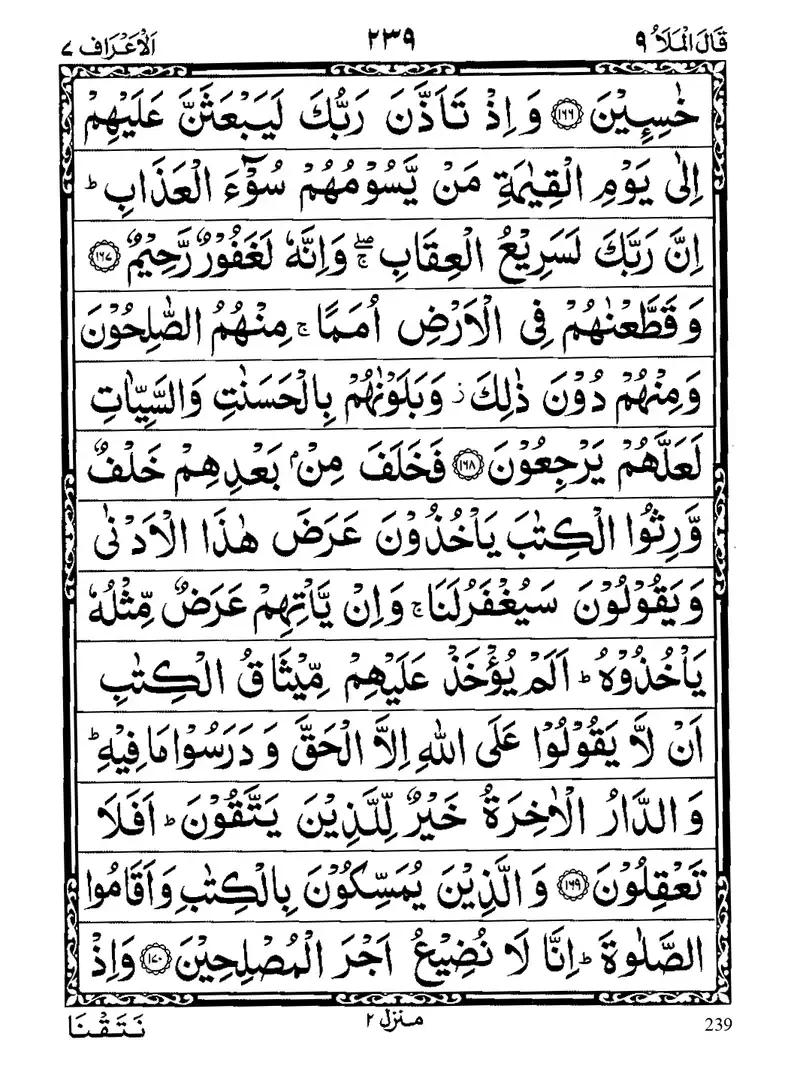 قَالَ الْمَلَاُ ٩ ٢٣٩ اَلْاَعْرَاف ٧
خٰسِـِٕيْنَ ﴿١٦٦﴾ وَ اِذْ تَاَذَّنَ رَبُّكَ لَيَبْعَثَنَّ عَلَيْهِمْ
اِلٰى يَوْمِ الْقِيٰمَةِ مَنْ يَّسُوْمُهُمْ سُوْٓءَ الْعَذَابِ ؕ
اِنَّ رَبَّكَ لَسَرِيْعُ الْعِقَابِ ۖۚ وَ اِنَّهٗ لَغَفُوْرٌ رَّحِيْمٌ ﴿١٦٧﴾
وَ قَطَّعْنٰهُمْ فِى الْاَرْضِ اُمَمًا ۚ مِنْهُمُ الصّٰلِحُوْنَ
وَمِنْهُمْ دُوْنَ ذٰلِكَ ز وَ بَلَوْنٰهُمْ بِالْحَسَنٰتِ وَالسَّيِّاٰتِ
لَعَلَّهُمْ يَرْجِعُوْنَ ﴿١٦٨﴾ فَخَلَفَ مِنْۢ بَعْدِهِمْ خَلْفٌ
وَّرِثُوا الْكِتٰبَ يَاْخُذُوْنَ عَرَضَ هٰذَا الْاَدْنٰى
وَيَقُوْلُوْنَ سَيُغْفَرُ لَنَا ۚ وَ اِنْ يَّاْتِهِمْ عَرَضٌ مِّثْلُهٗ
يَاْخُذُوْهُ ؕ اَلَمْ يُؤْخَذْ عَلَيْهِمْ مِّيْثَاقُ الْكِتٰبِ
اَنْ لَّا يَقُوْلُوْا عَلَى اللّٰهِ اِلَّا الْحَقَّ وَ دَرَسُوْا مَا فِيْهِ ؕ
وَ الدَّارُ الْاٰخِرَةُ خَيْرٌ لِّلَّذِيْنَ يَتَّقُوْنَ ؕ اَفَلَا
تَعْقِلُوْنَ ﴿١٦٩﴾ وَ الَّذِيْنَ يُمَسِّكُوْنَ بِالْكِتٰبِ وَ اَقَامُوا
الصَّلٰوةَ ؕ اِنَّا لَا نُضِيْعُ اَجْرَ الْمُصْلِحِيْنَ ﴿١٧٠﴾ وَ اِذْ
239 منزل ٢ نَتَقْنَا